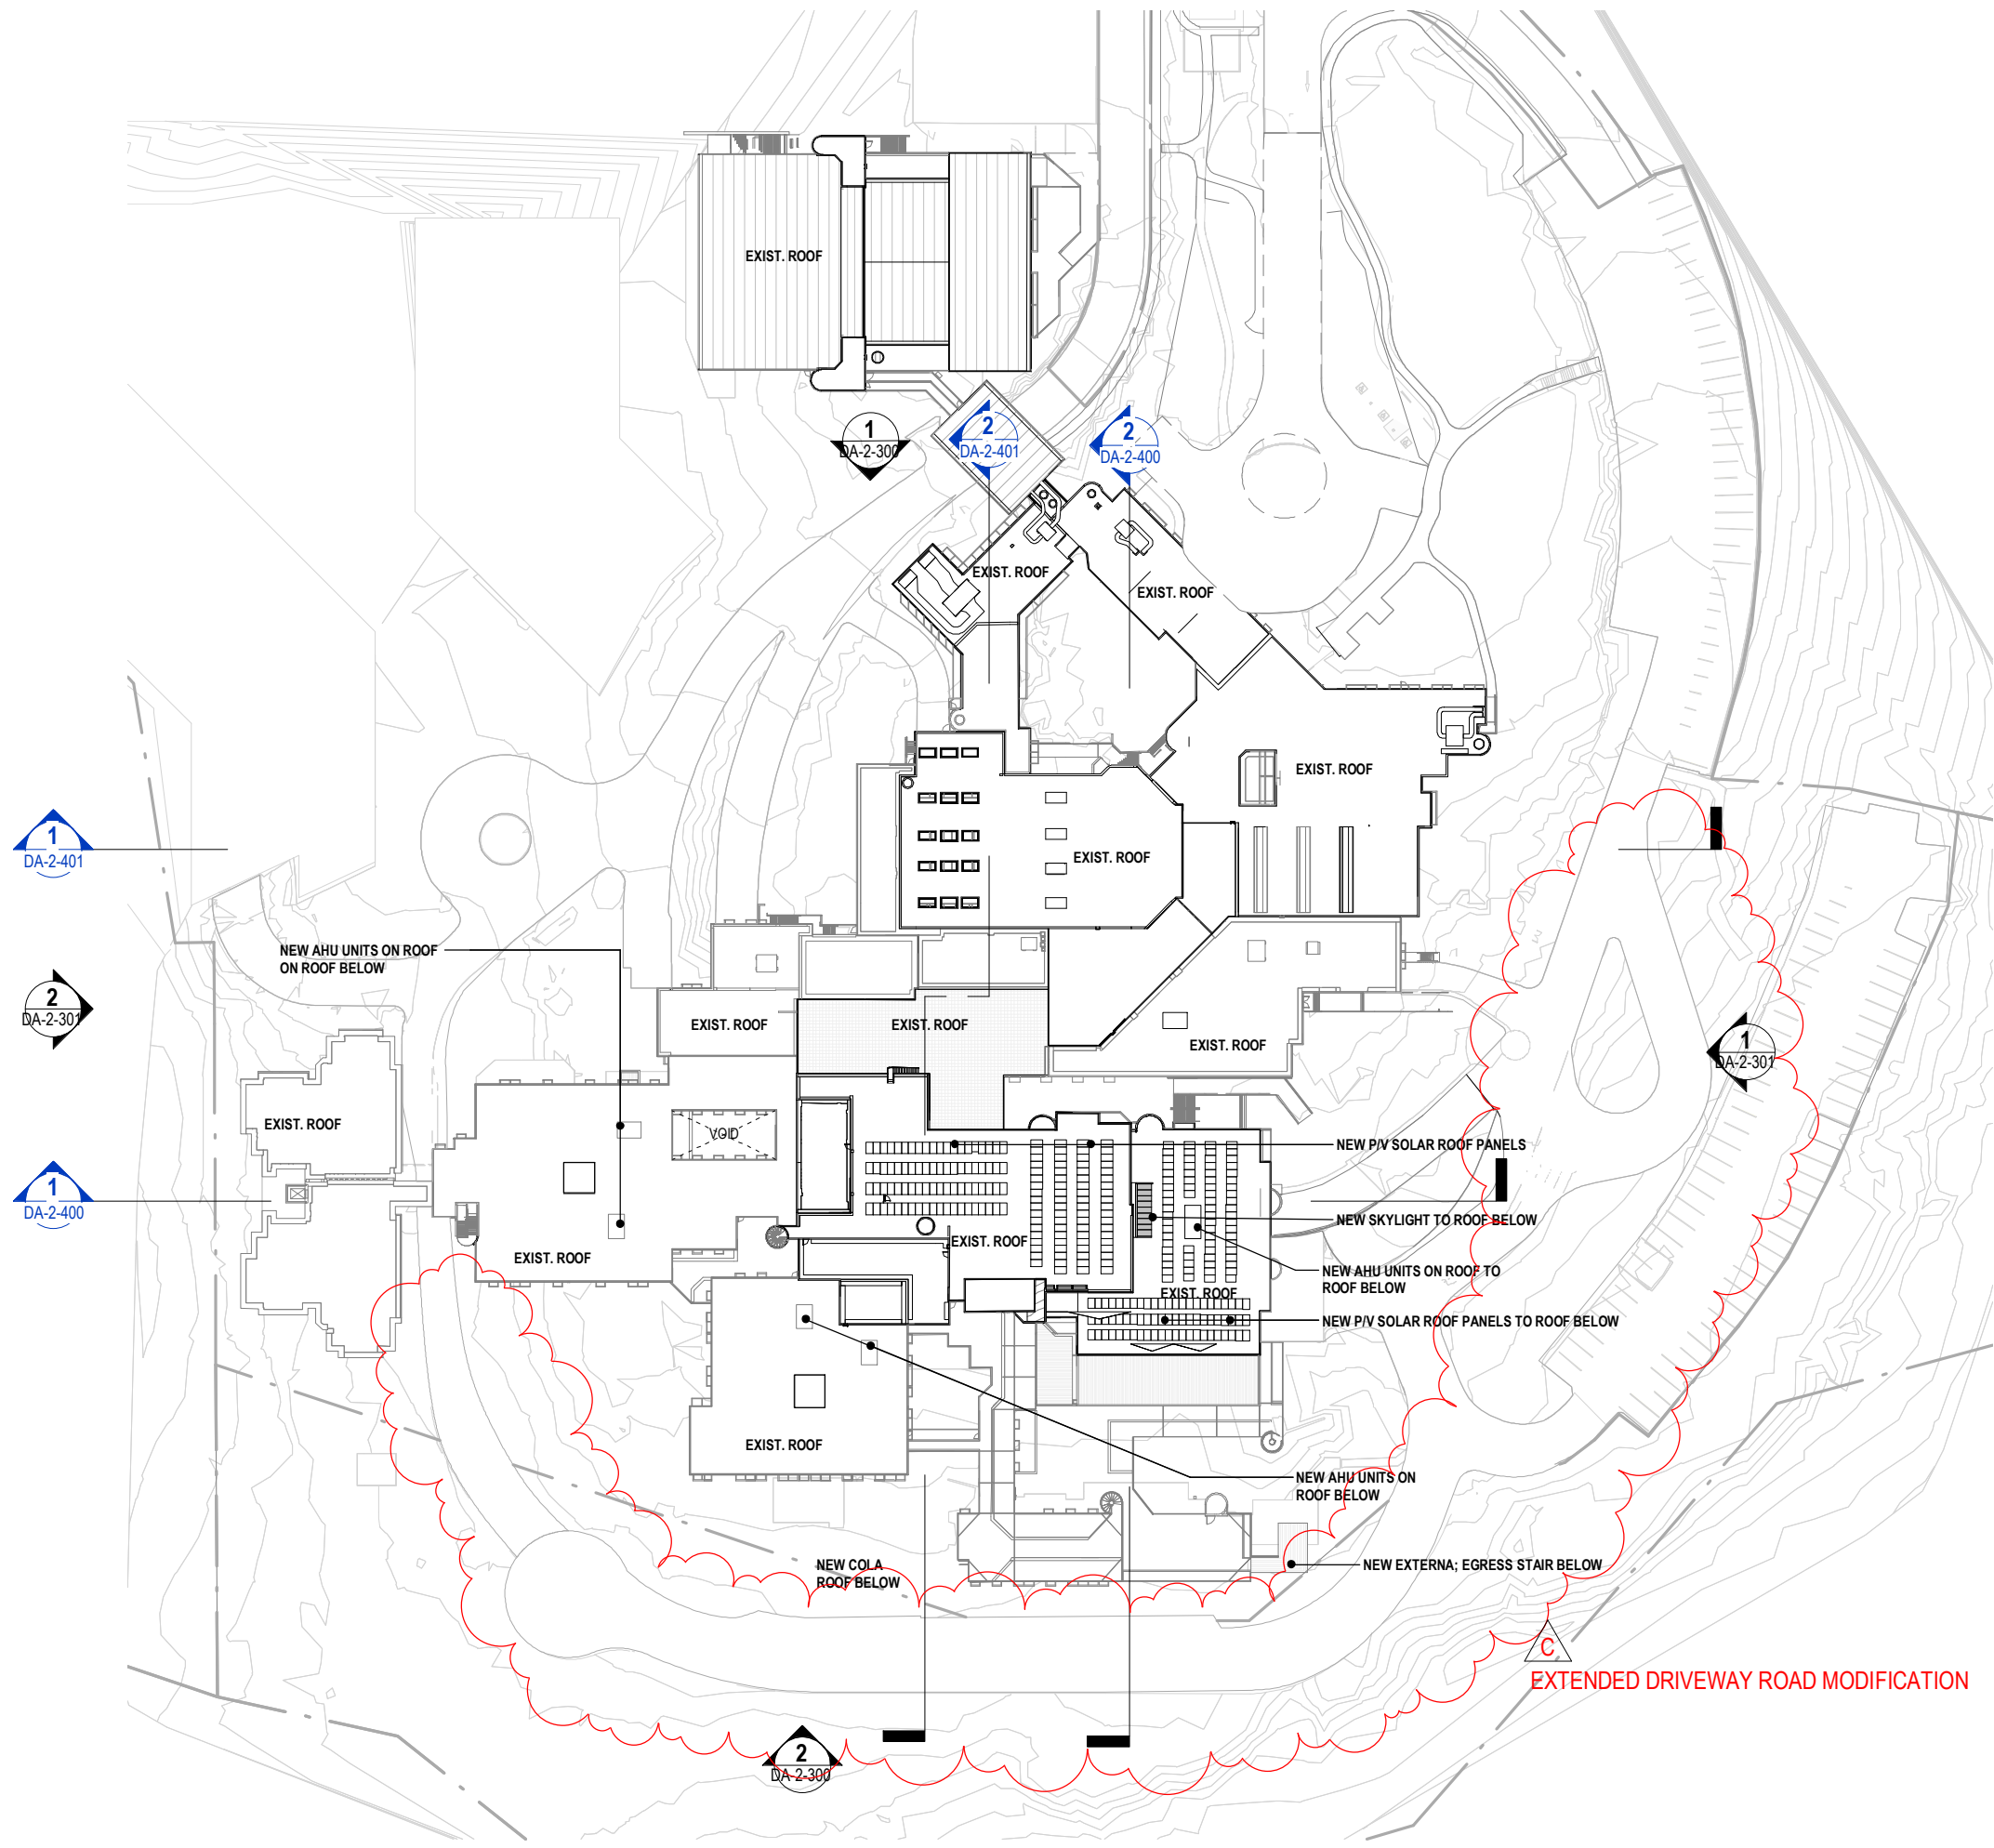 EXIST. ROOF
1
DA-2-300
2
DA-2-401
2
DA-2-400
EXIST. ROOF
EXIST. ROOF
EXIST. ROOF
1
DA-2-401
EXIST. ROOF
NEW AHU UNITS ON ROOF
ON ROOF BELOW
2
DA-2-301
EXIST. ROOF
EXIST. ROOF
EXIST. ROOF
1
DA-2-301
EXIST. ROOF
VOID
NEW P/V SOLAR ROOF PANELS
1
DA-2-400
NEW SKYLIGHT TO ROOF BELOW
EXIST. ROOF
EXIST. ROOF
NEW AHU UNITS ON ROOF TO
ROOF BELOW
EXIST. ROOF
NEW P/V SOLAR ROOF PANELS TO ROOF BELOW
EXIST. ROOF
NEW AHU UNITS ON
ROOF BELOW
NEW COLA
ROOF BELOW
NEW EXTERNA; EGRESS STAIR BELOW
C
EXTENDED DRIVEWAY ROAD MODIFICATION
2
DA-2-300